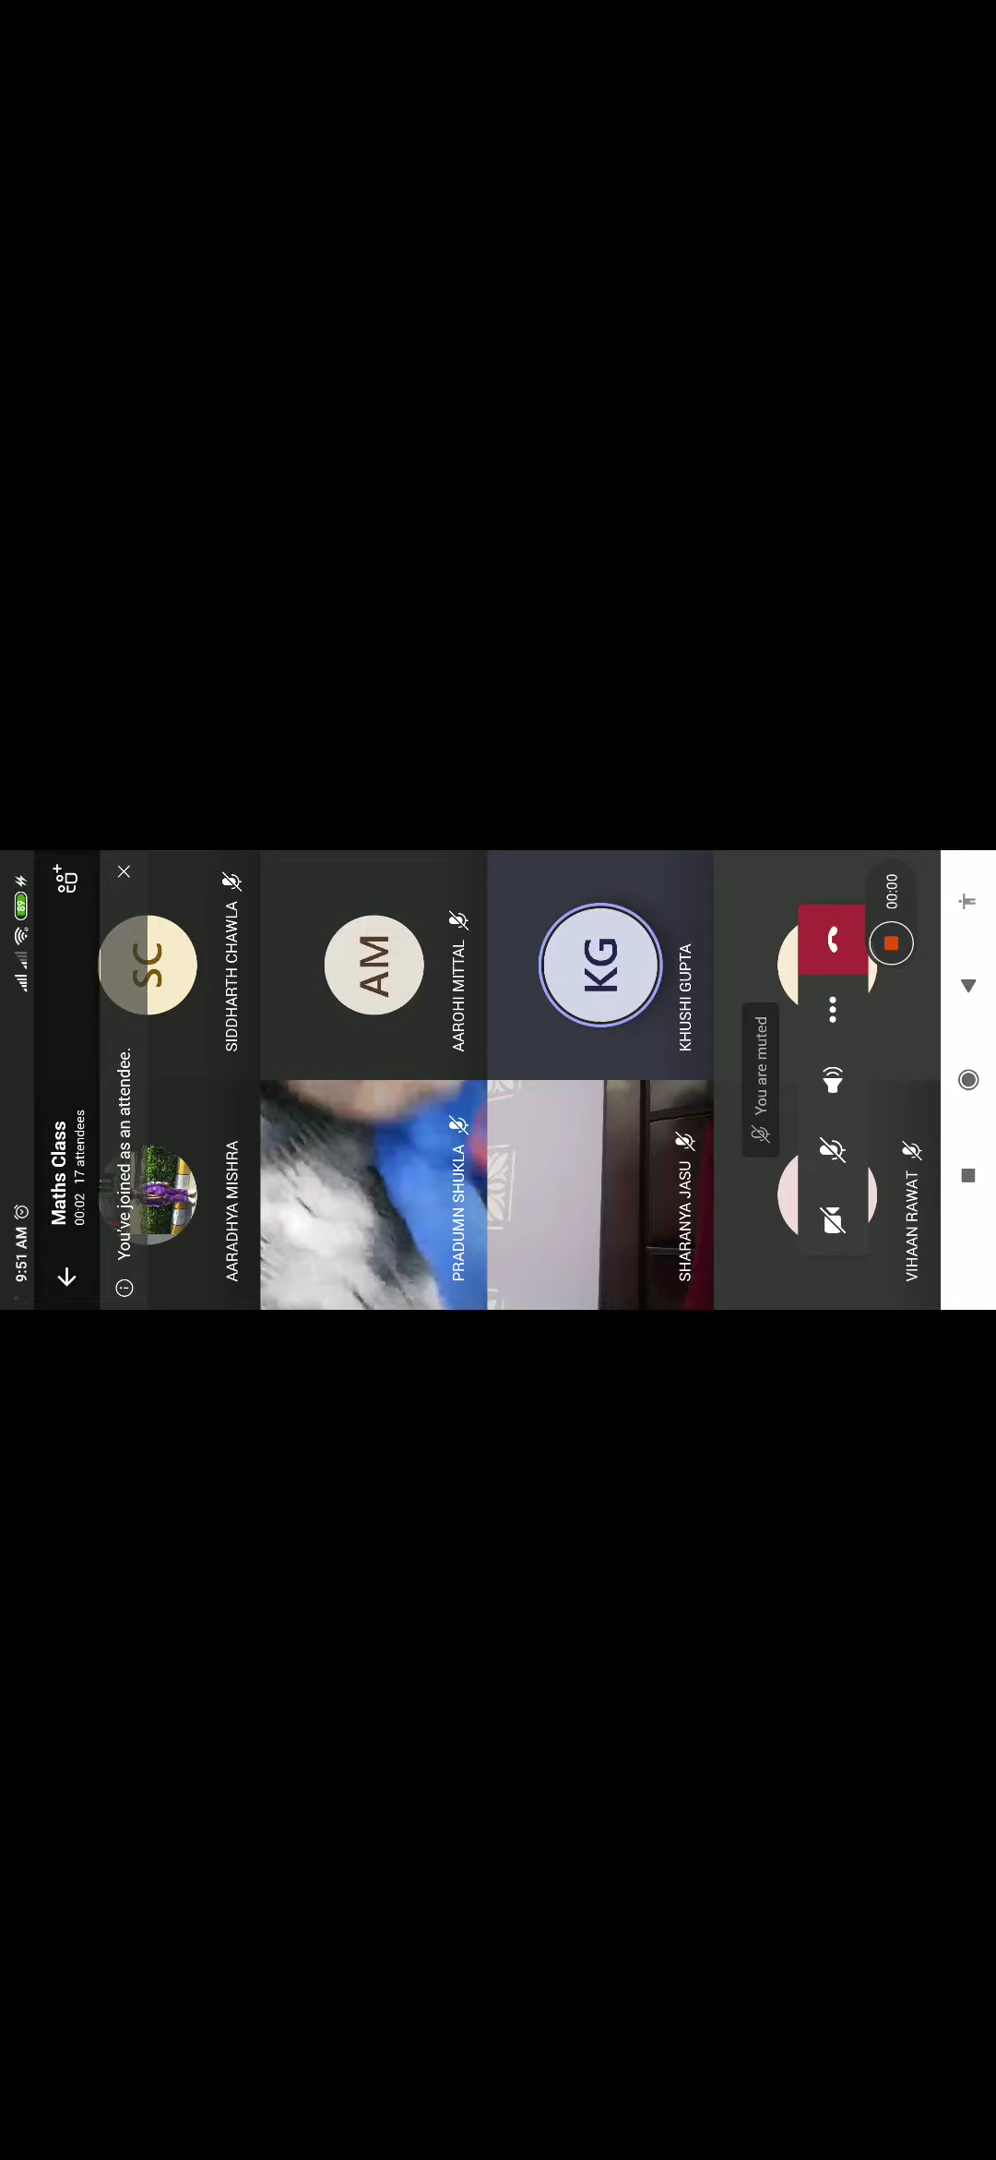 9:51 AM
89
Maths Class
00:02 17 attendees
You've joined as an attendee.
SC
AARADHYA MISHRA
SIDDHARTH CHAWLA
AM
PRADUMN SHUKLA
AAROHI MITTAL
KG
SHARANYA JASU
KHUSHI GUPTA
You are muted
00:00
VIHAAN RAWAT